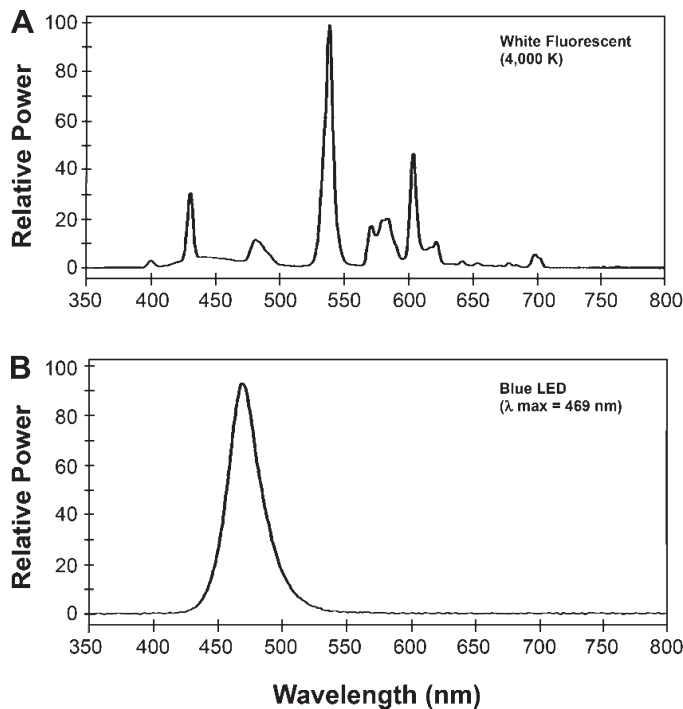 A
White Fluorescent
(4,000 K)
Relative Power
100
80
60
40
20
0
350 400 450 500 550 600 650 700 750 800
B
Blue LED
(λ max = 469 nm)
Relative Power
100
80
60
40
20
0
350 400 450 500 550 600 650 700 750 800
Wavelength (nm)